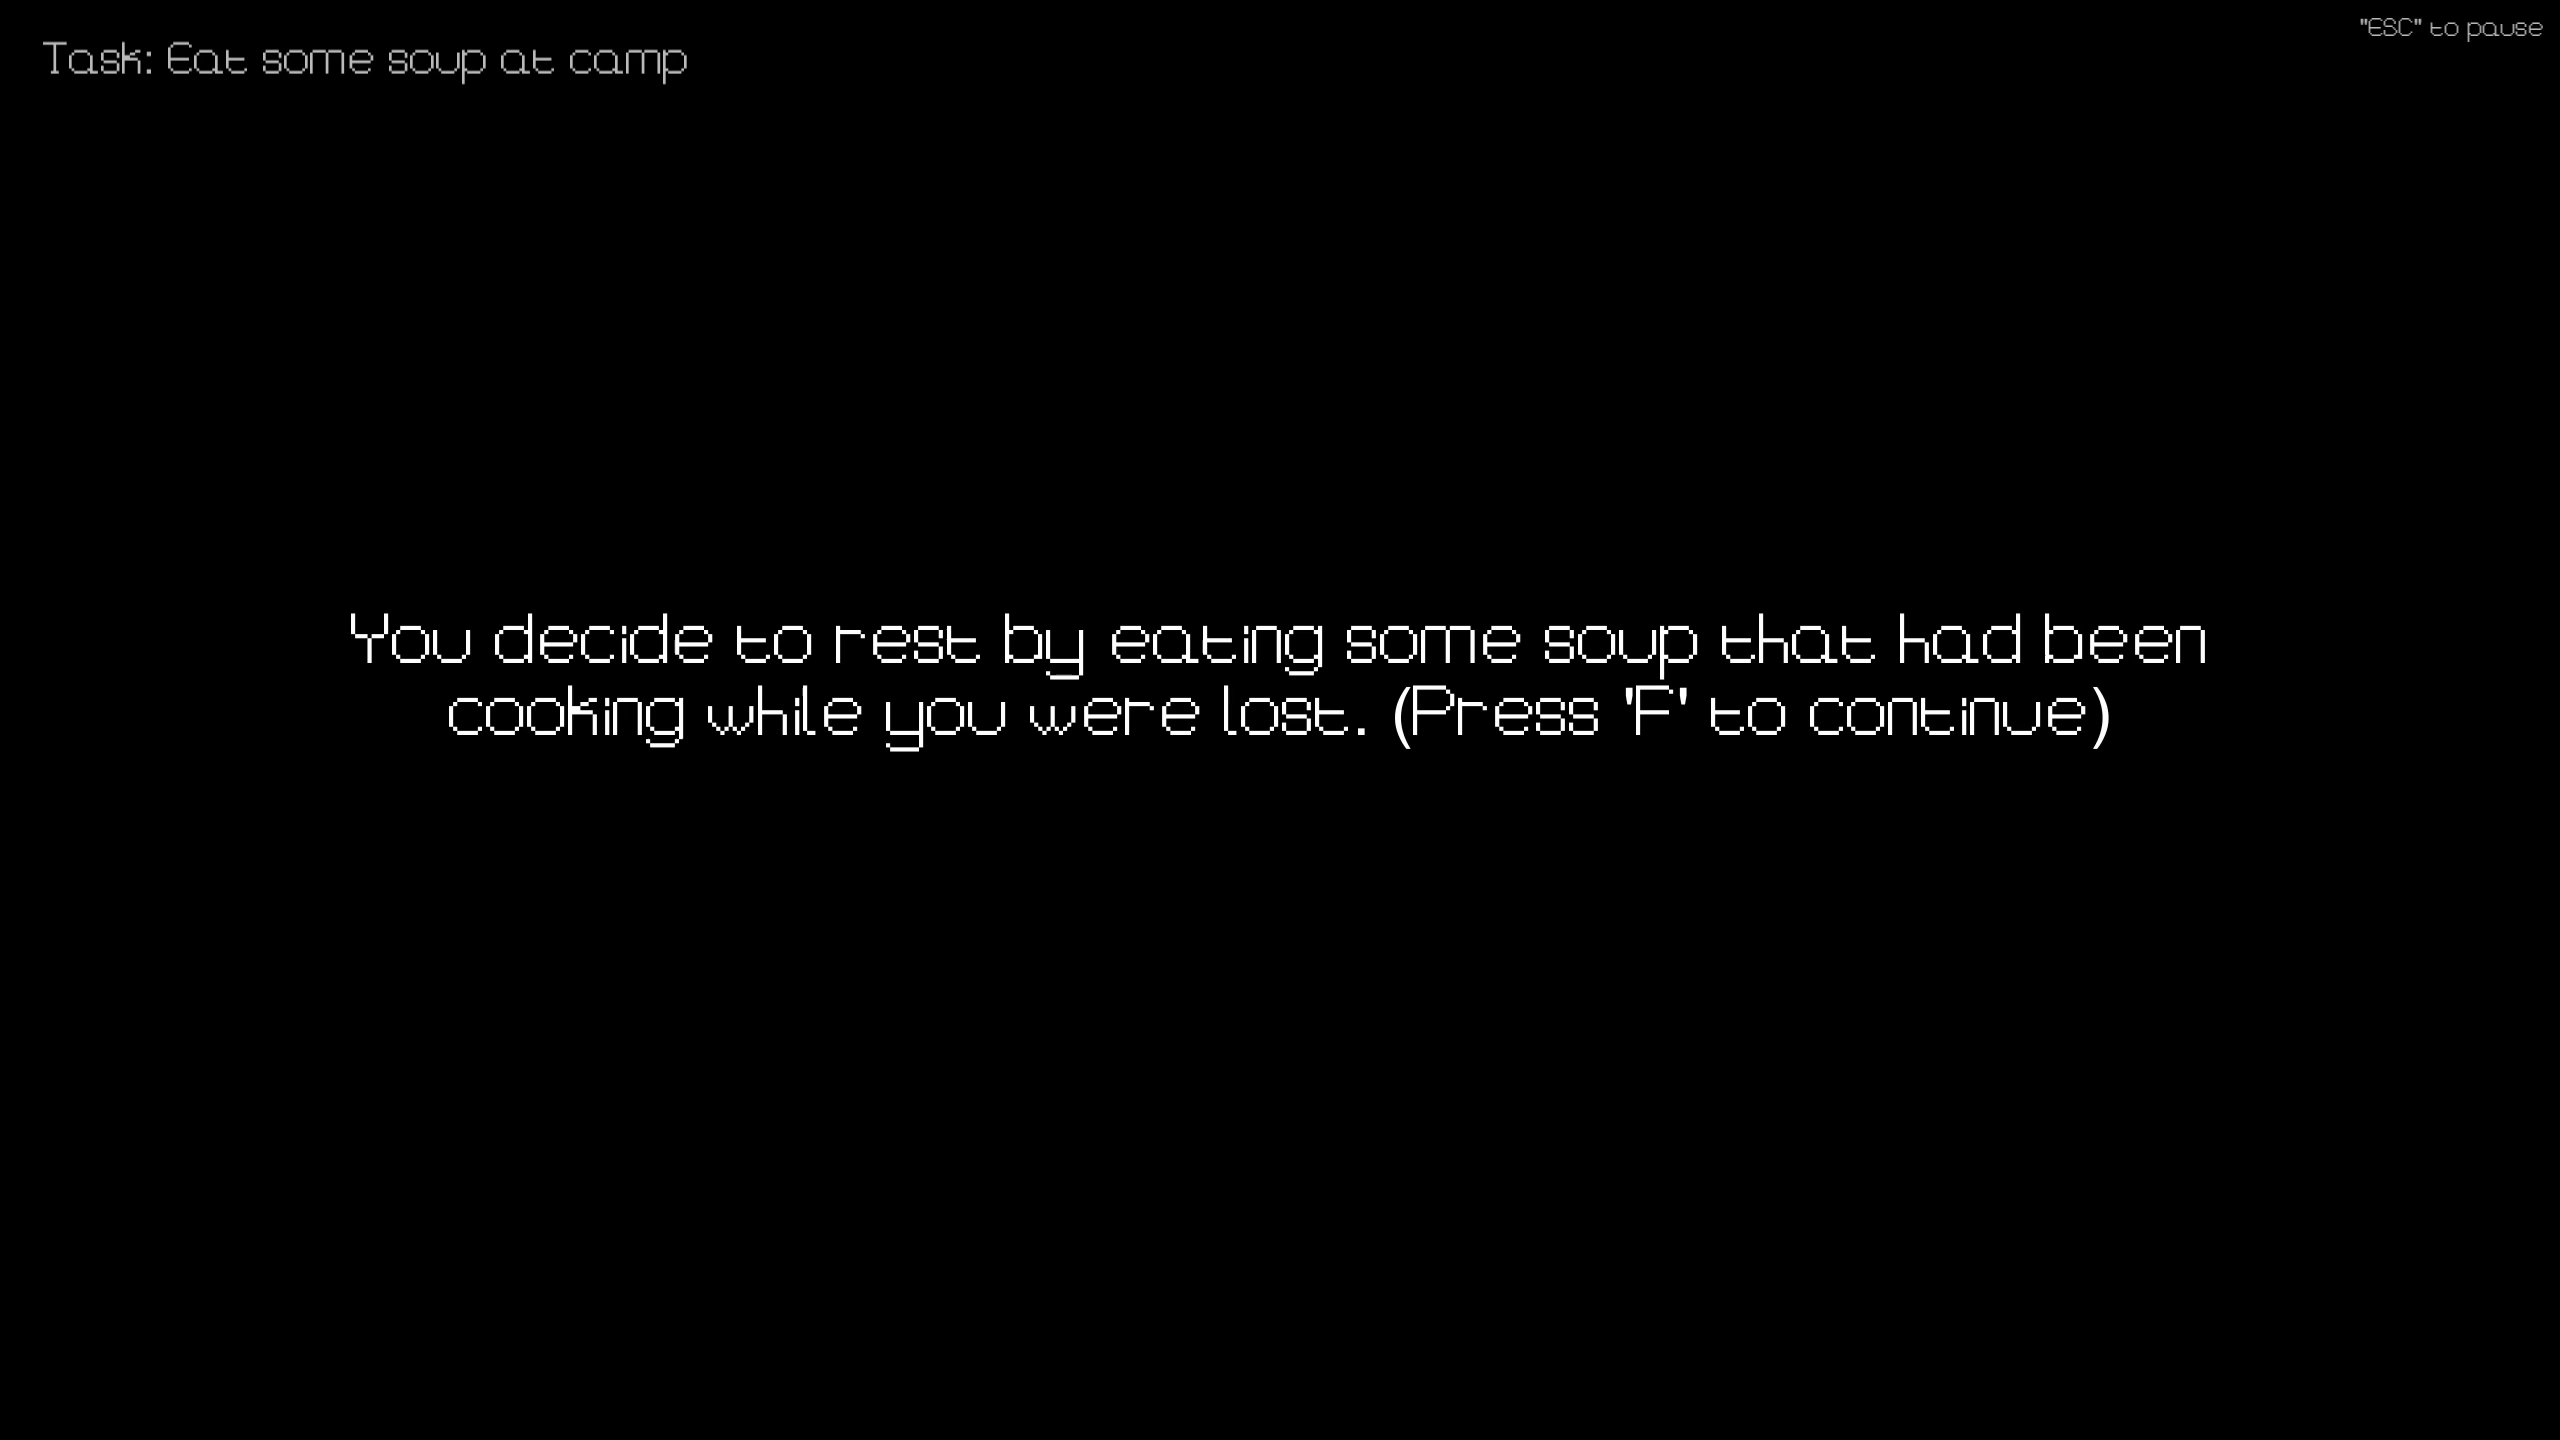 "ESC" to pause
Task: Eat some soup at camp
You decide to rest by eating some soup that had been
cooking while you were lost. (Press 'F' to continue)